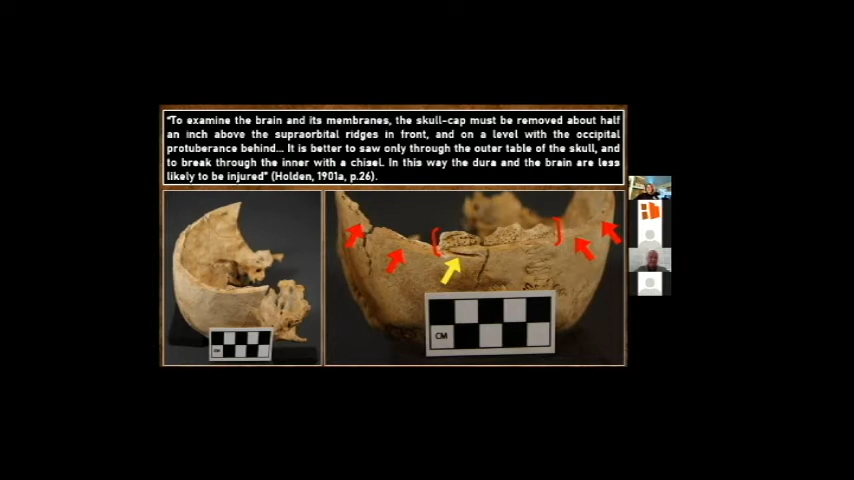 "To examine the brain and its membranes, the skull-cap must be removed about half
an inch above the supraorbital ridges in front, and on a level with the occipital
protuberance behind... It is better to saw only through the outer table of the skull, and
to break through the inner with a chisel. In this way the dura and the brain are less
likely to be injured" (Holden, 1901a, p.26).
CM
CM